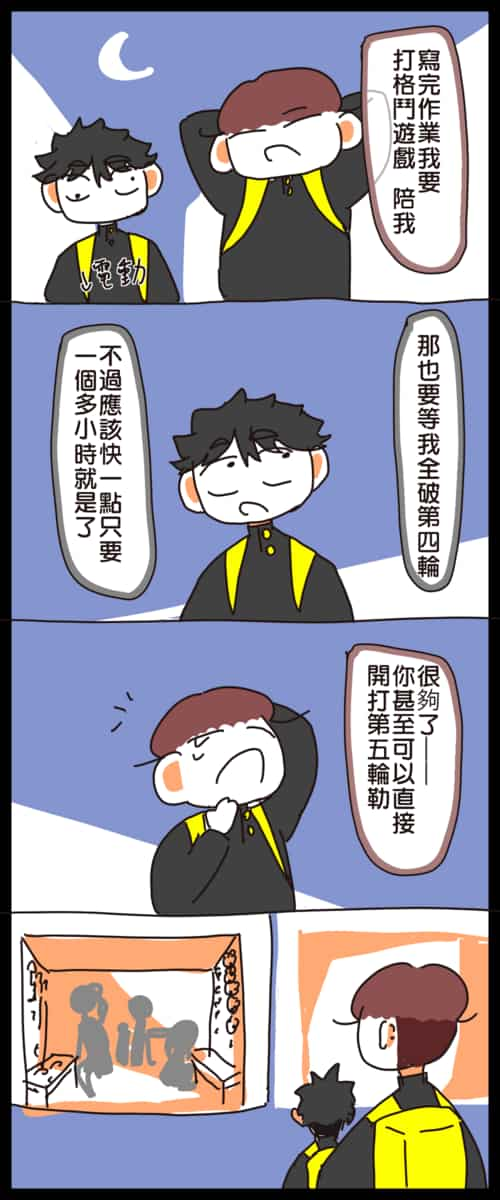 寫完作業我要
打格鬥遊戲 陪我
電動
那也要等我全破第四輪
不過應該快一點只要
一個多小時就是了
很夠了——
你甚至可以直接
開打第五輪勒